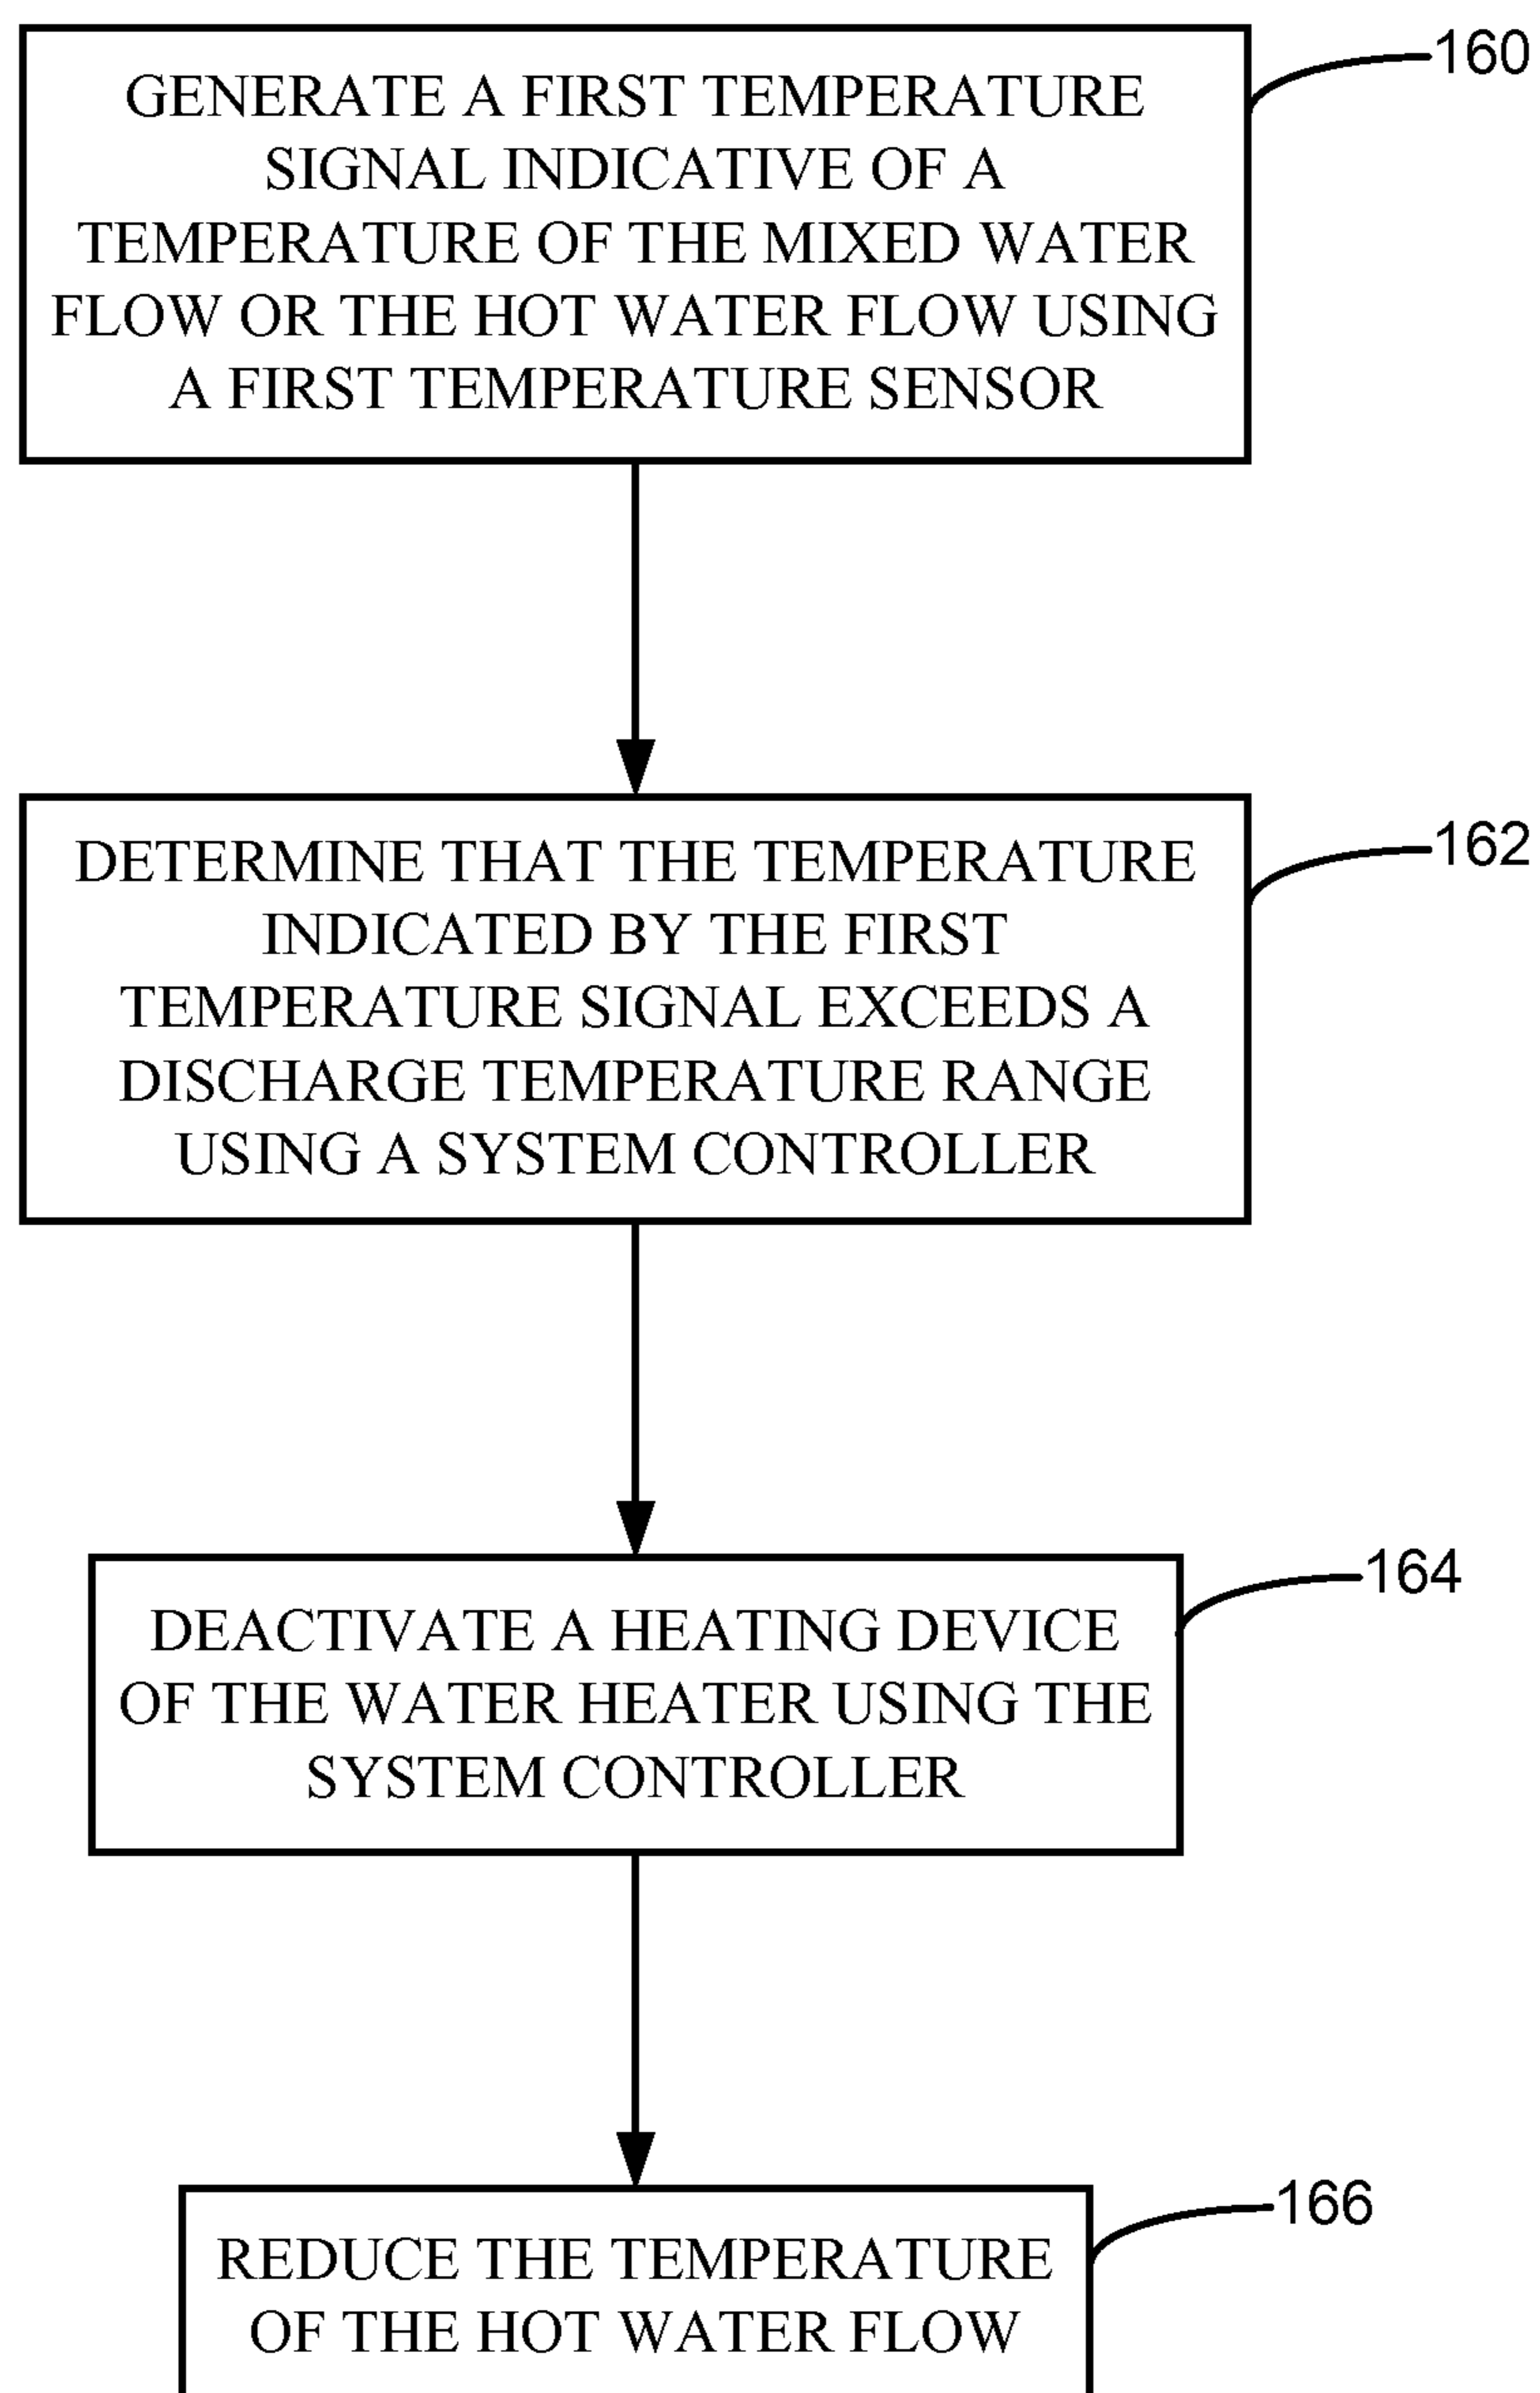 160
GENERATE A FIRST TEMPERATURE
SIGNAL INDICATIVE OF A
TEMPERATURE OF THE MIXED WATER
FLOW OR THE HOT WATER FLOW USING
A FIRST TEMPERATURE SENSOR
162
DETERMINE THAT THE TEMPERATURE
INDICATED BY THE FIRST
TEMPERATURE SIGNAL EXCEEDS A
DISCHARGE TEMPERATURE RANGE
USING A SYSTEM CONTROLLER
164
DEACTIVATE A HEATING DEVICE
OF THE WATER HEATER USING THE
SYSTEM CONTROLLER
166
REDUCE THE TEMPERATURE
OF THE HOT WATER FLOW